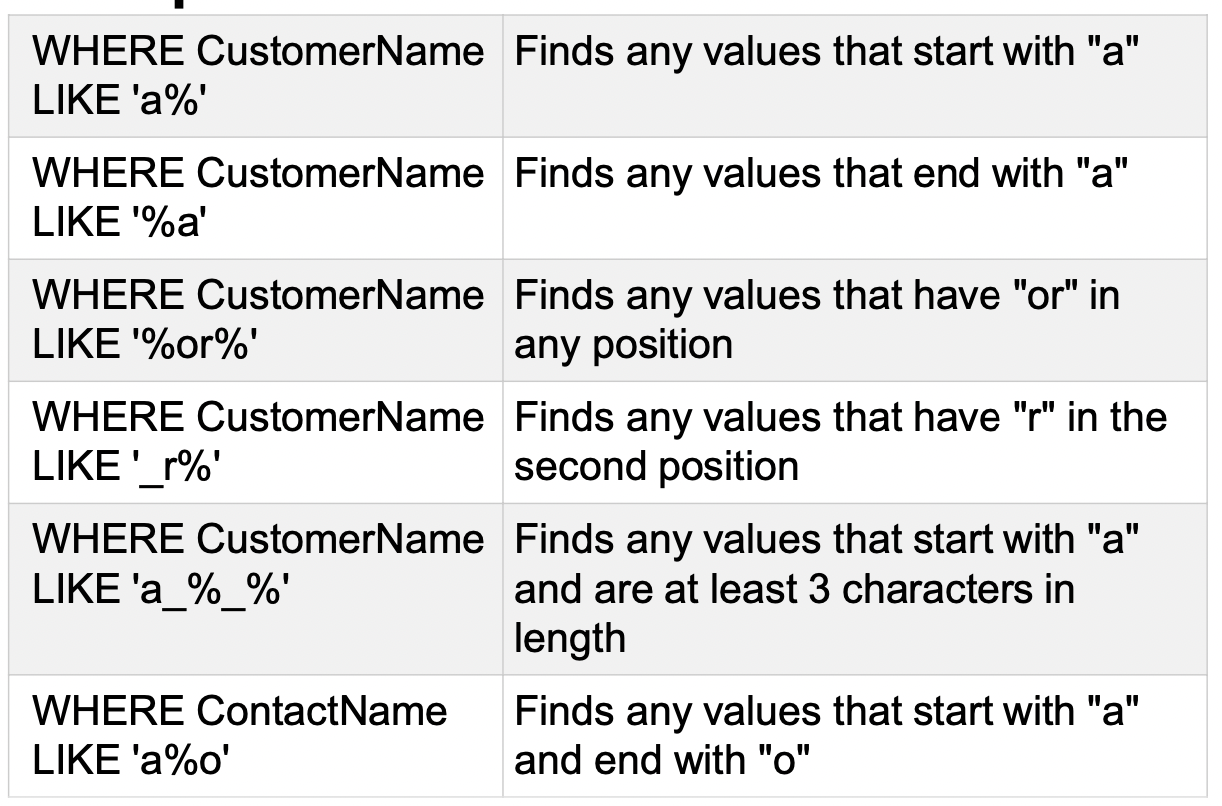 WHERE CustomerName
LIKE 'a%'
Finds any values that start with "a"
WHERE CustomerName
LIKE '%a'
Finds any values that end with "a"
WHERE CustomerName
LIKE '%or%'
Finds any values that have "or" in
any position
WHERE CustomerName
LIKE '_r%'
Finds any values that have "r" in the
second position
WHERE CustomerName
LIKE 'a_%_%'
Finds any values that start with "a"
and are at least 3 characters in
length
WHERE ContactName
LIKE 'a%o'
Finds any values that start with "a"
and end with "o"